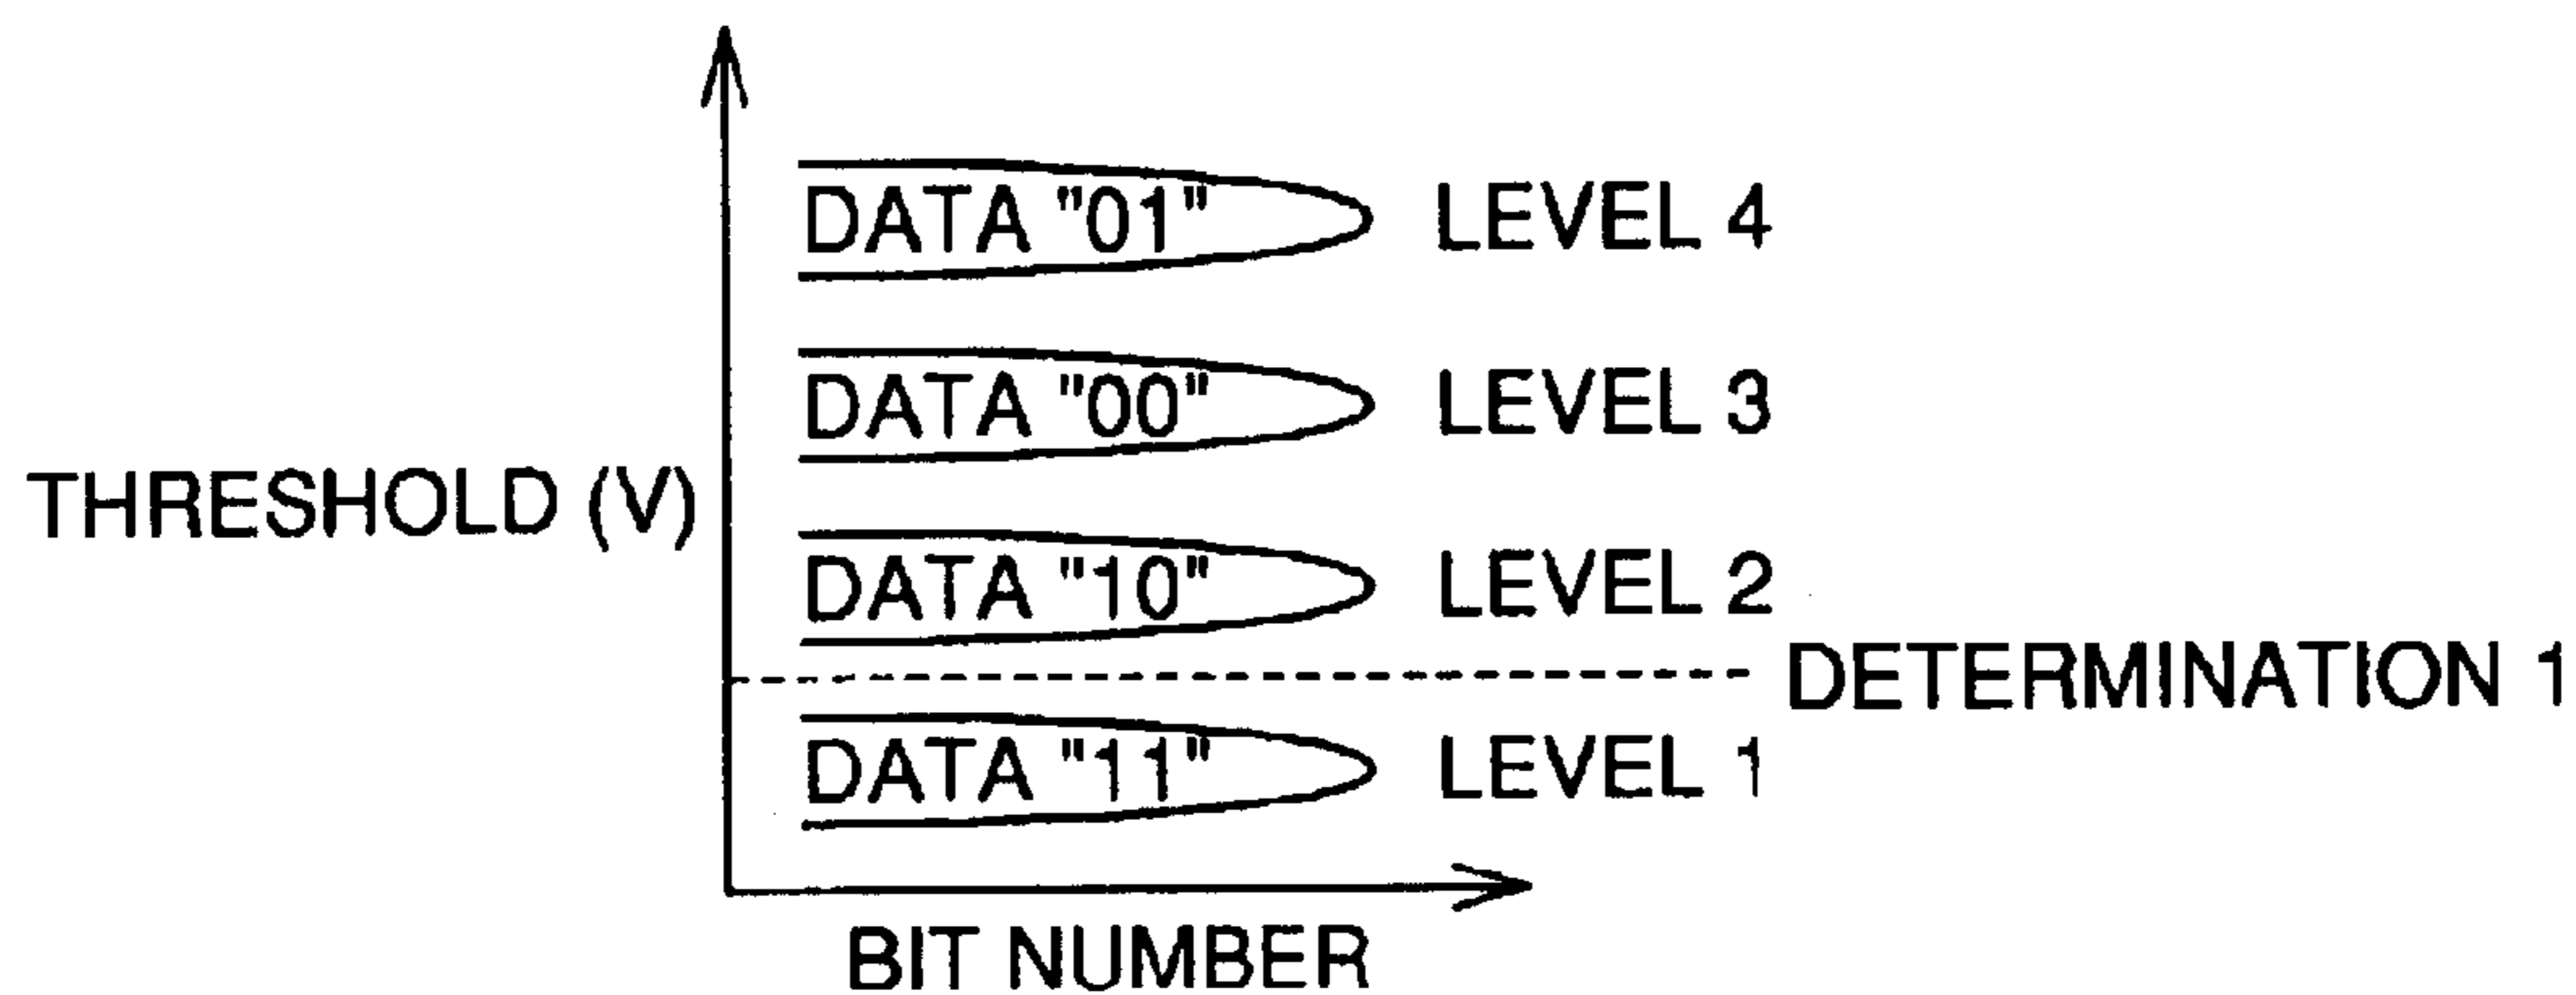 DATA "01" LEVEL 4
DATA "00" LEVEL 3
THRESHOLD (V)
DATA "10" LEVEL 2
DETERMINATION 1
DATA "11" LEVEL 1
BIT NUMBER